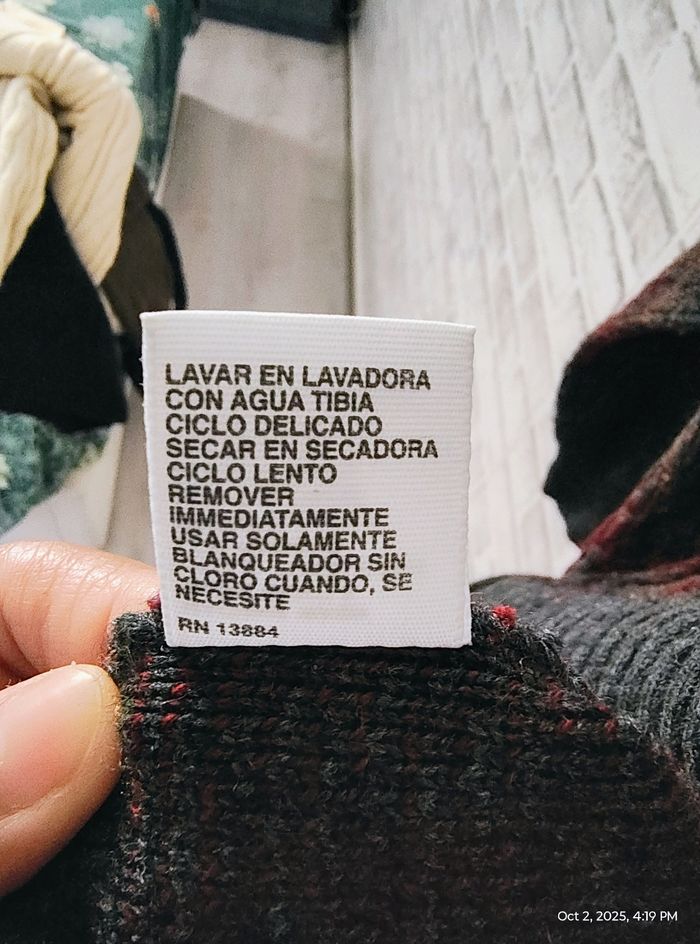 LAVAR EN LAVADORA
CON AGUA TIBIA
CICLO DELICADO
SECAR EN SECADORA
CICLO LENTO
REMOVER
IMMEDIATAMENTE
USAR SOLAMENTE
BLANQUEADOR SIN
CLORO CUANDO, SE
NECESITE
RN 13884
Oct 2, 2025, 4:19 PM